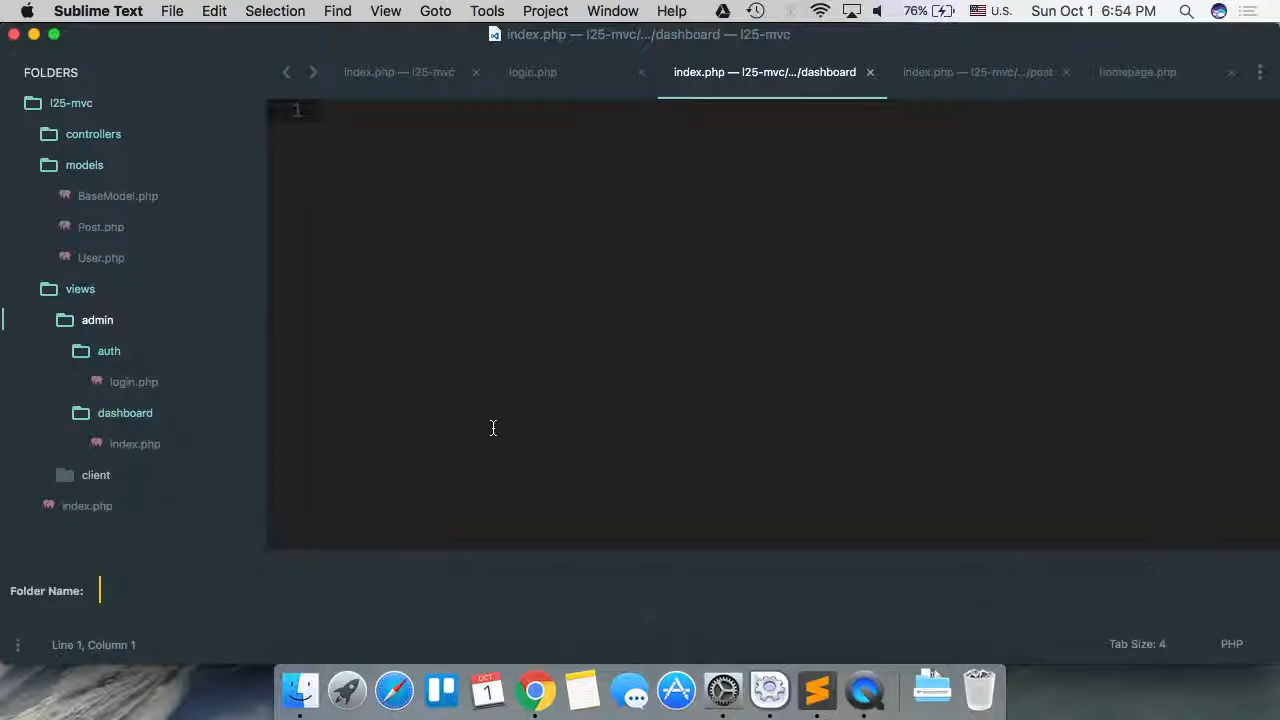 Sublime Text File Edit Selection Find View Goto Tools Project Window Help 76% U.S. Sun Oct 1 6:54 PM
index.php — l25-mvc/.../dashboard — l25-mvc
FOLDERS
index.php — l25-mvc
login.php
index.php — l25-mvc/.../dashboard
index.php — l25-mvc/.../post
homepage.php
l25-mvc
1
controllers
models
BaseModel.php
Post.php
User.php
views
admin
auth
login.php
dashboard
index.php
client
index.php
Folder Name:
Line 1, Column 1
Tab Size: 4
PHP
OCT
1